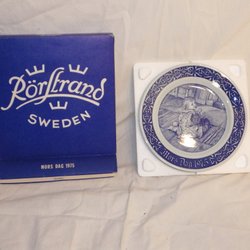 Rörstrand
SWEDEN
MORS DAG 1975
Mors Dag 1975